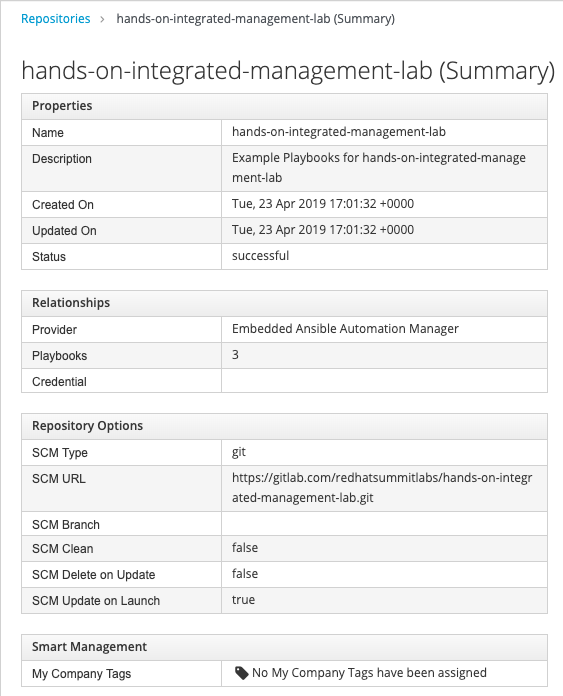 Repositories › hands-on-integrated-management-lab (Summary)
hands-on-integrated-management-lab (Summary)
Properties
Name hands-on-integrated-management-lab
Description Example Playbooks for hands-on-integrated-manage
ment-lab
Created On Tue, 23 Apr 2019 17:01:32 +0000
Updated On Tue, 23 Apr 2019 17:01:32 +0000
Status successful
Relationships
Provider Embedded Ansible Automation Manager
Playbooks 3
Credential
Repository Options
SCM Type git
SCM URL https://gitlab.com/redhatsummitlabs/hands-on-integr
ated-management-lab.git
SCM Branch
SCM Clean false
SCM Delete on Update false
SCM Update on Launch true
Smart Management
My Company Tags No My Company Tags have been assigned